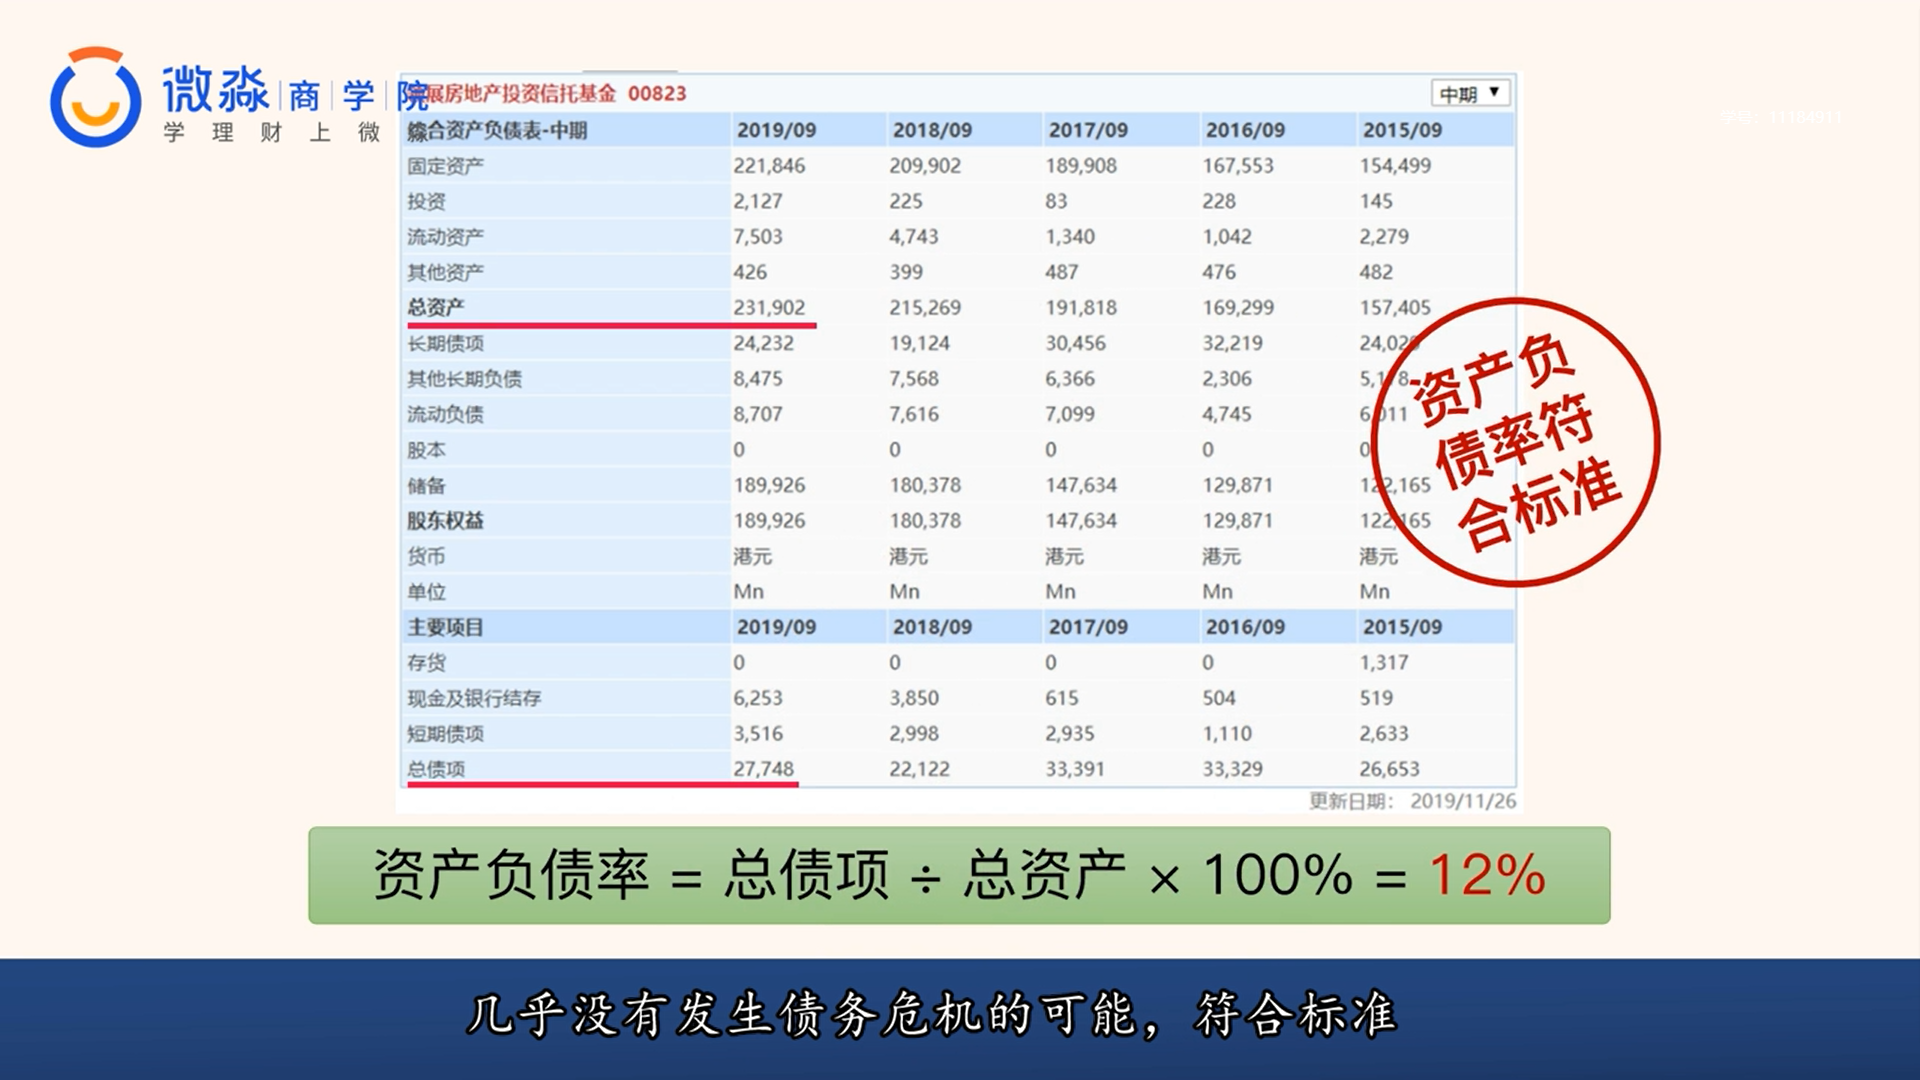 微淼 商 学 院
学 理 财 上 微
展房地产投资信托基金 00823
中期 ▼
综合资产负债表-中期 2019/09 2018/09 2017/09 2016/09 2015/09
固定资产 221,846 209,902 189,908 167,553 154,499
投资 2,127 225 83 228 145
流动资产 7,503 4,743 1,340 1,042 2,279
其他资产 426 399 487 476 482
总资产 231,902 215,269 191,818 169,299 157,405
长期债项 24,232 19,124 30,456 32,219
其他长期负债 8,475 7,568 6,366 2,306
流动负债 8,707 7,616 7,099 4,745 6,011
股本 0 0 0 0 0
储备 189,926 180,378 147,634 129,871 122,165
股东权益 189,926 180,378 147,634 129,871 122,165
货币 港元 港元 港元 港元 港元
单位 Mn Mn Mn Mn Mn
主要项目 2019/09 2018/09 2017/09 2016/09 2015/09
存货 0 0 0 0 1,317
现金及银行结存 6,253 3,850 615 504 519
短期债项 3,516 2,998 2,935 1,110 2,633
总债项 27,748 22,122 33,391 33,329 26,653
更新日期： 2019/11/26
资产负
债率符
合标准
资产负债率 = 总债项 ÷ 总资产 × 100% = 12%
几乎没有发生债务危机的可能，符合标准